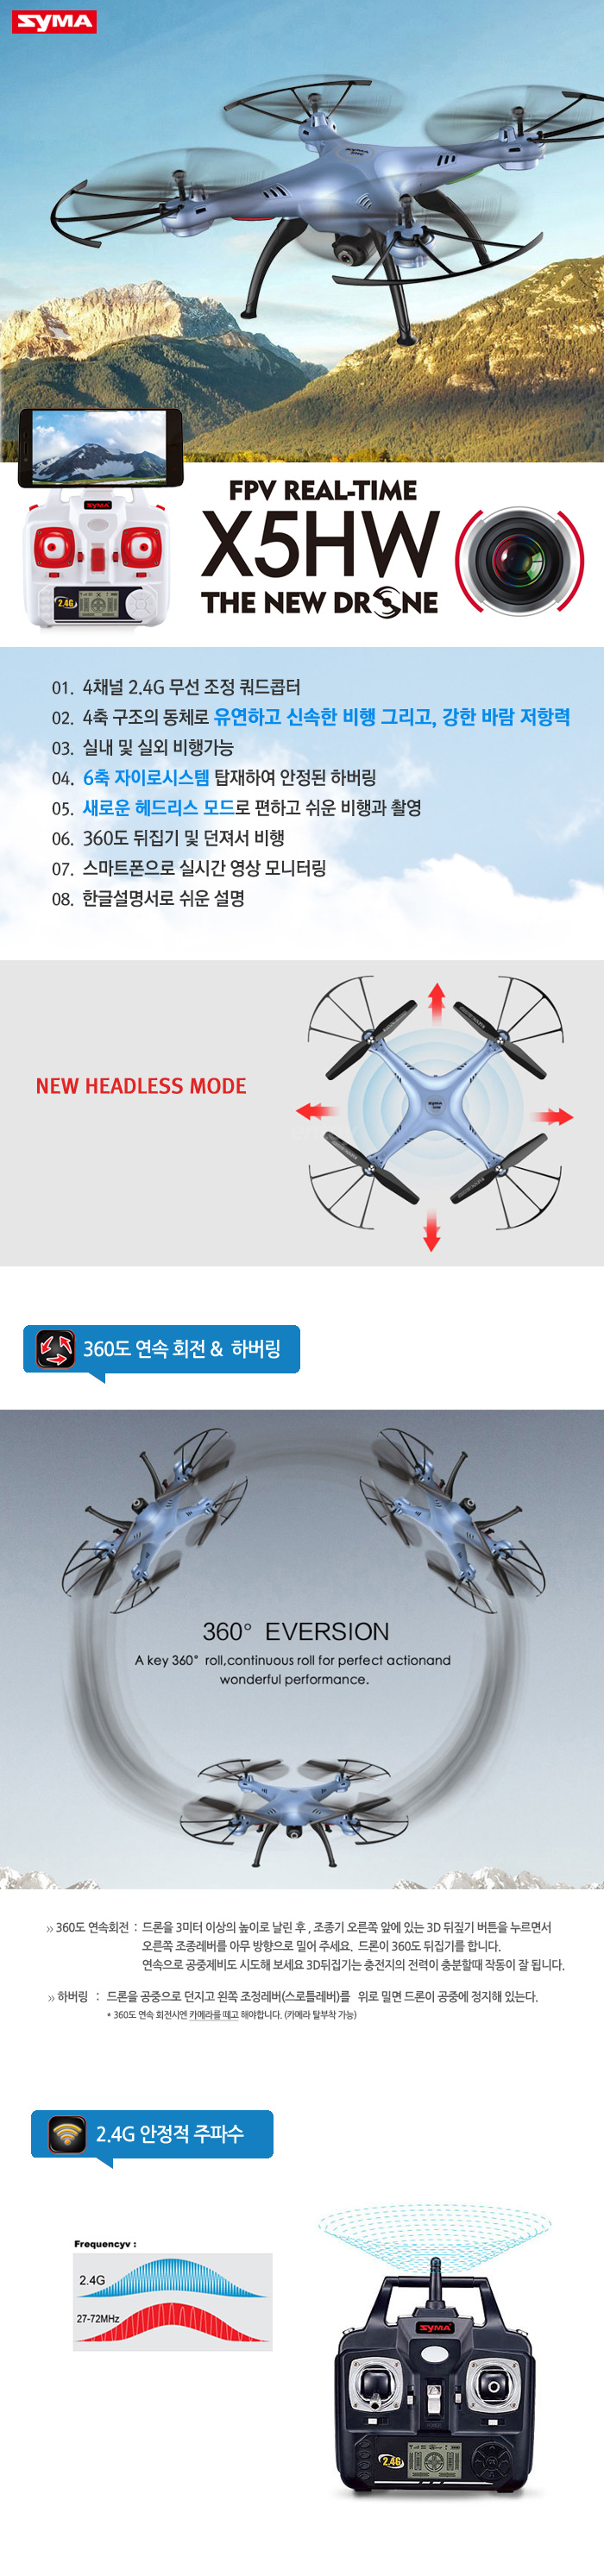 SYMA
FPV REAL-TIME
X5HW
THE NEW DRONE
SYMA
2.4G
01. 4채널 2.4G 무선 조정 쿼드콥터
02. 4축 구조의 동체로 유연하고 신속한 비행 그리고, 강한 바람 저항력
03. 실내 및 실외 비행가능
04. 6축 자이로시스템 탑재하여 안정된 하버링
05. 새로운 헤드리스 모드로 편하고 쉬운 비행과 촬영
06. 360도 뒤집기 및 던져서 비행
07. 스마트폰으로 실시간 영상 모니터링
08. 한글설명서로 쉬운 설명
NEW HEADLESS MODE
SYMA
360도 연속 회전 & 하버링
360° EVERSION
A key 360° roll,continuous roll for perfect actionand
wonderful performance.
» 360도 연속회전 : 드론을 3미터 이상의 높이로 날린 후 , 조종기 오른쪽 앞에 있는 3D 뒤짚기 버튼을 누르면서
오른쪽 조종레버를 아무 방향으로 밀어 주세요. 드론이 360도 뒤집기를 합니다.
연속으로 공중제비도 시도해 보세요 3D뒤집기는 충전지의 전력이 충분할때 작동이 잘 됩니다.
» 하버링 : 드론을 공중으로 던지고 왼쪽 조정레버(스로틀레버)를 위로 밀면 드론이 공중에 정지해 있는다.
* 360도 연속 회전시엔 카메라를 떼고 해야합니다. (카메라 탈부착 가능)
2.4G 안정적 주파수
Frequencyv :
2.4G
27-72MHz
SYMA
2.4G